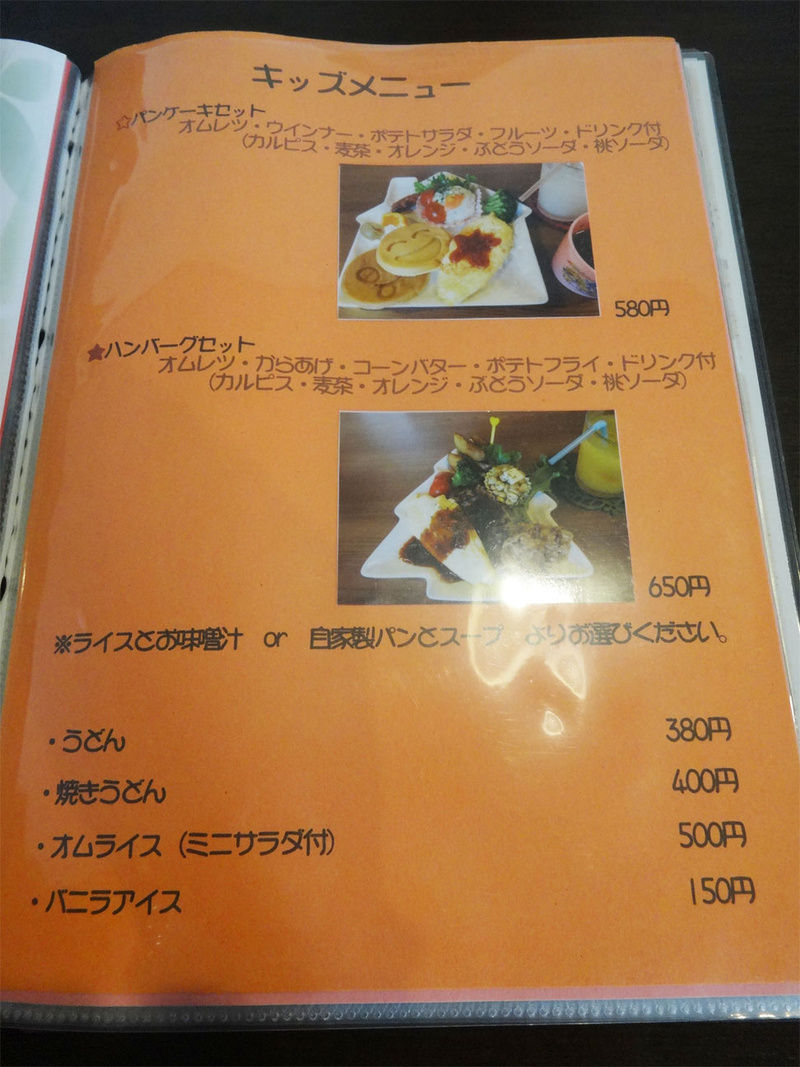 キッズメニュー
☆パンケーキセット
オムレツ・ウインナー・ポテトサラダ・フルーツ・ドリンク付
(カルピス・麦茶・オレンジ・ぶどうソーダ・桃ソーダ)
580円
★ハンバーグセット
オムレツ・からあげ・コーンバター・ポテトフライ・ドリンク付
(カルピス・麦茶・オレンジ・ぶどうソーダ・桃ソーダ)
650円
※ライスとお味噌汁 or 自家製パンとスープ よりお選びください。
・うどん 380円
・焼きうどん 400円
・オムライス (ミニサラダ付) 500円
・バニラアイス 150円